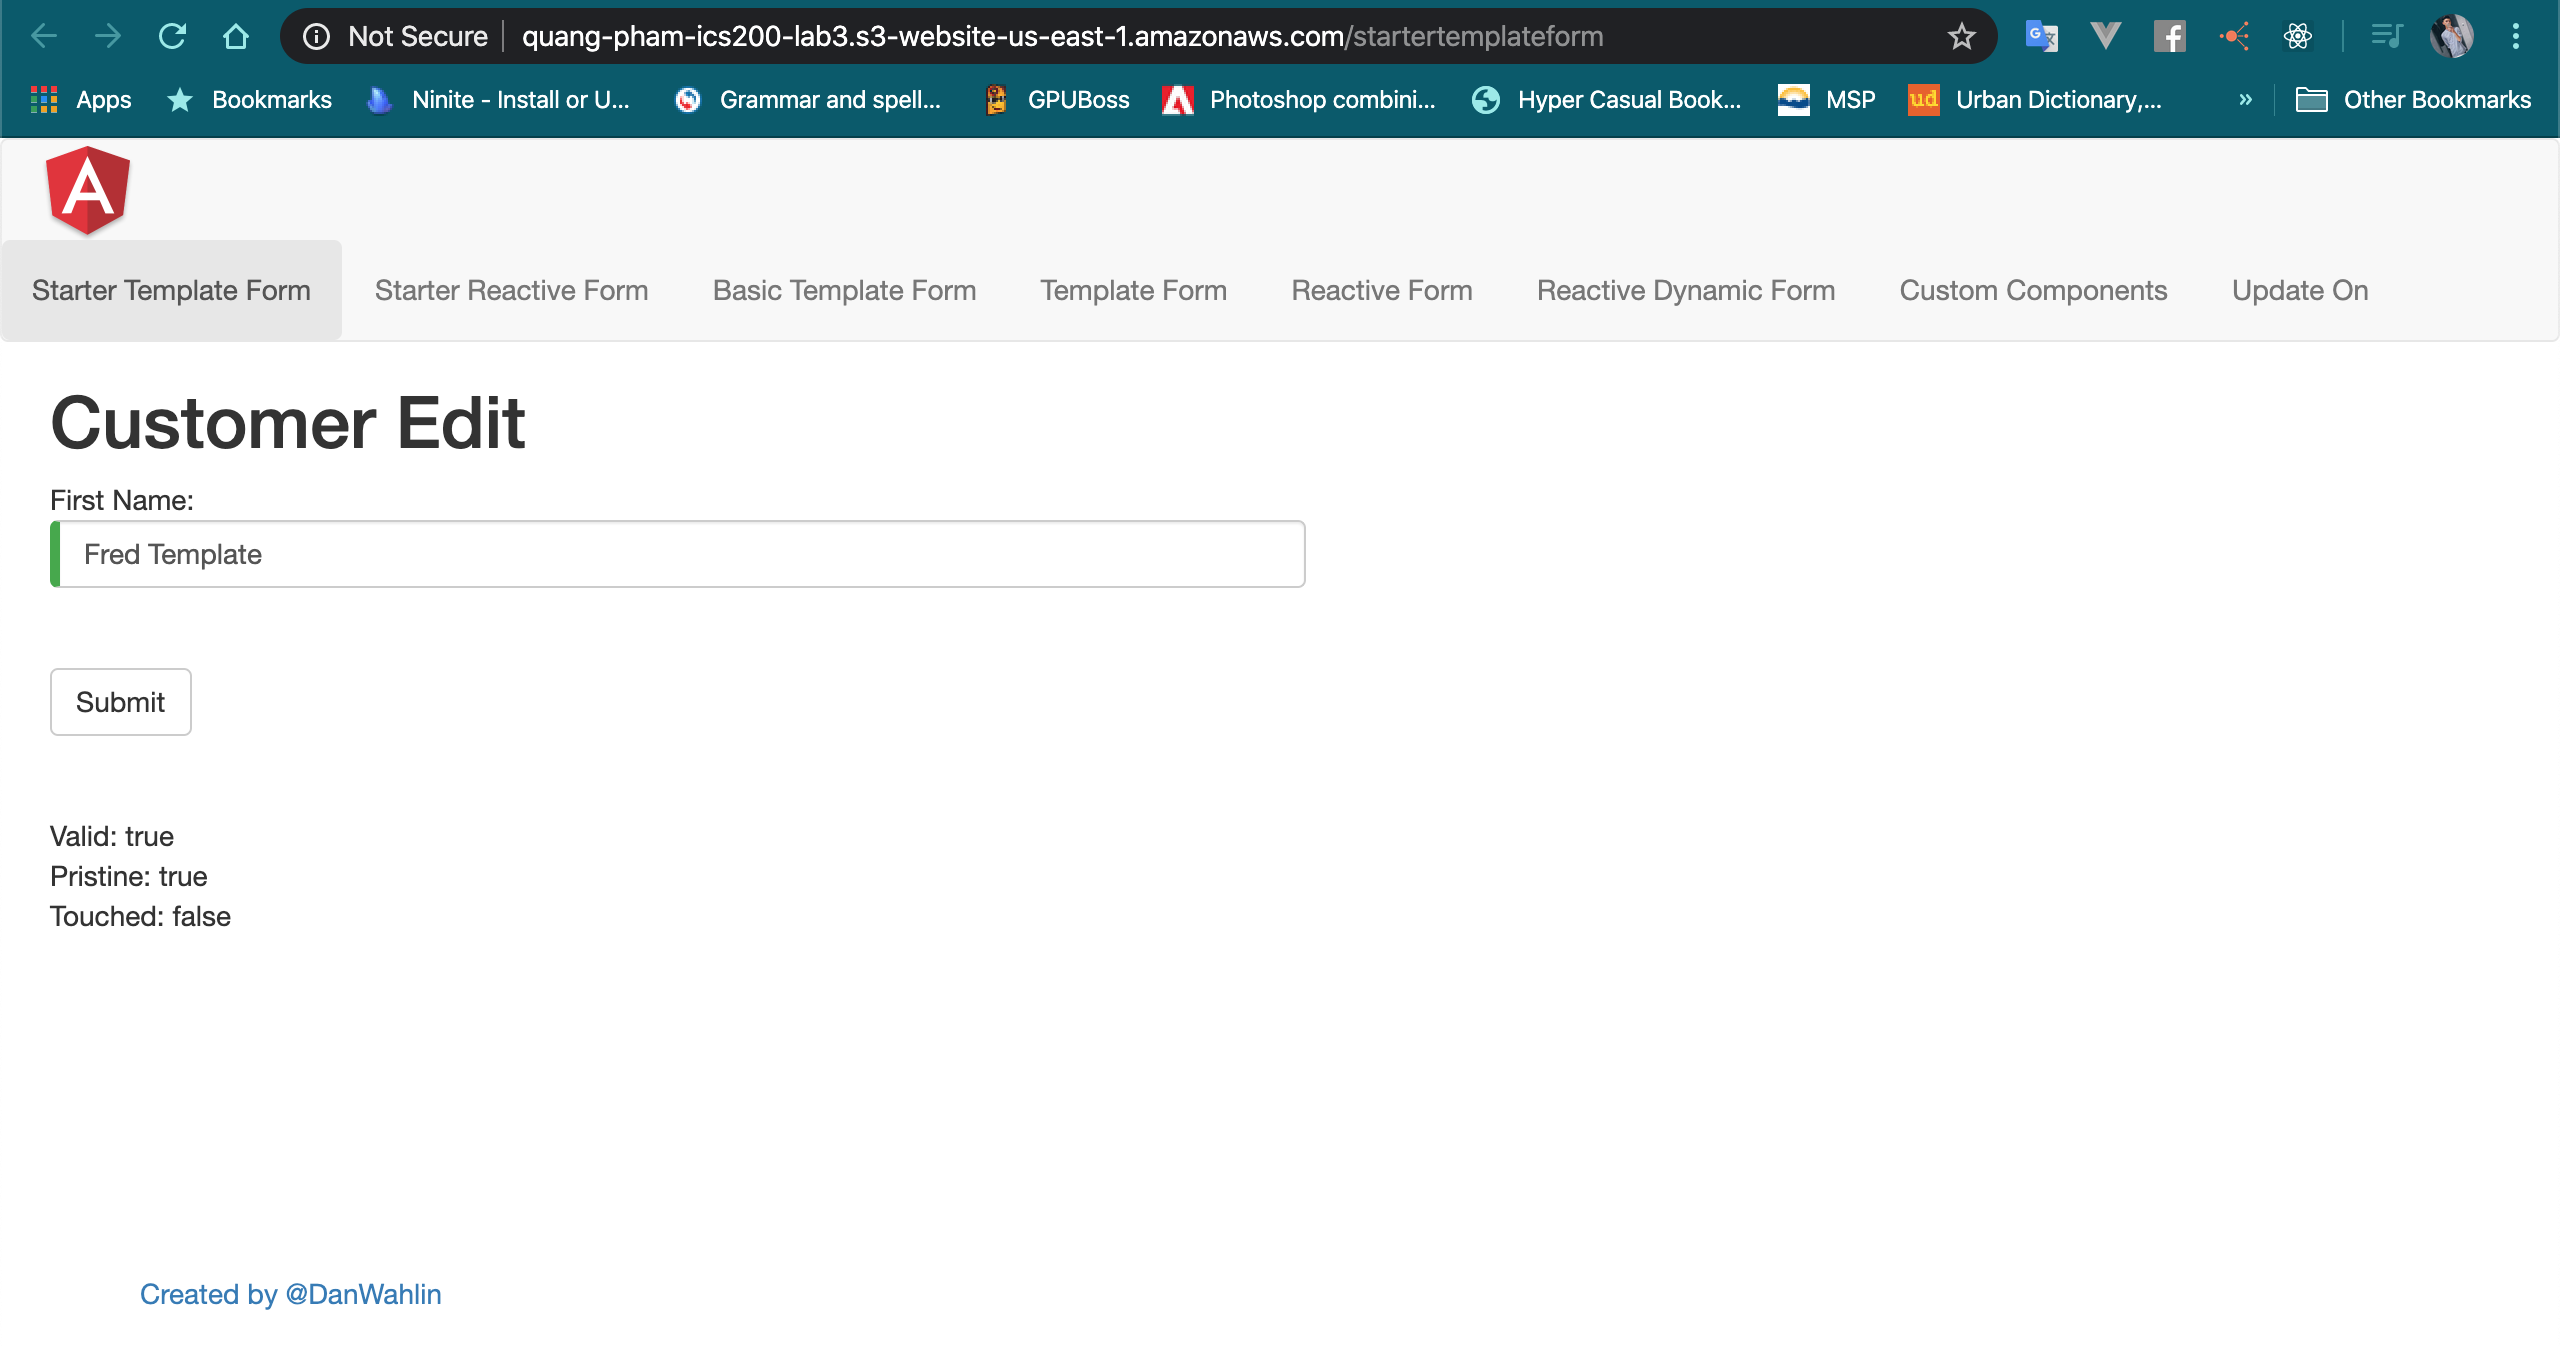 Not Secure quang-pham-ics200-lab3.s3-website-us-east-1.amazonaws.com/startertemplateform
Apps Bookmarks Ninite - Install or U... Grammar and spell... GPUBoss Photoshop combini... Hyper Casual Book... MSP ud Urban Dictionary,... » Other Bookmarks
A
Starter Template Form Starter Reactive Form Basic Template Form Template Form Reactive Form Reactive Dynamic Form Custom Components Update On
Customer Edit
First Name:
Fred Template
Submit
Valid: true
Pristine: true
Touched: false
Created by @DanWahlin